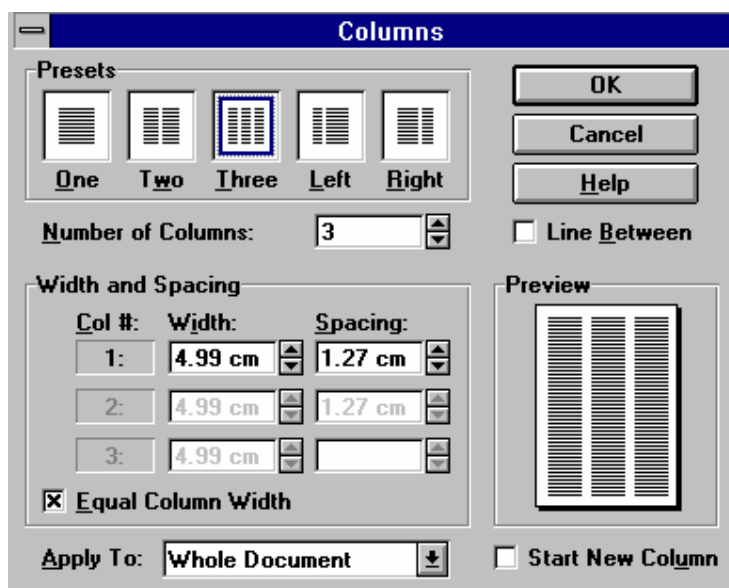 Columns
Presets
One Two Three Left Right
OK
Cancel
Help
Number of Columns: 3
Line Between
Width and Spacing
Col #: Width: Spacing:
1: 4.99 cm 1.27 cm
2: 4.99 cm 1.27 cm
3: 4.99 cm
Equal Column Width
Preview
Apply To: Whole Document
Start New Column